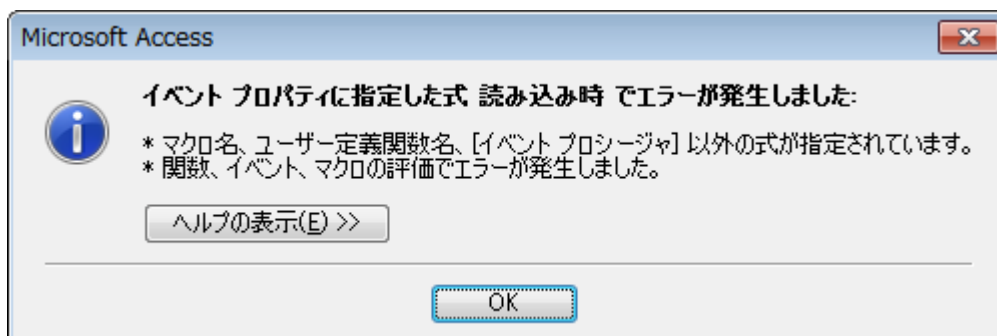 Microsoft Access
イベント プロパティに指定した式 読み込み時 でエラーが発生しました:
* マクロ名、ユーザー定義関数名、[イベント プロシージャ] 以外の式が指定されています。
* 関数、イベント、マクロの評価でエラーが発生しました。
ヘルプの表示(E) >>
OK